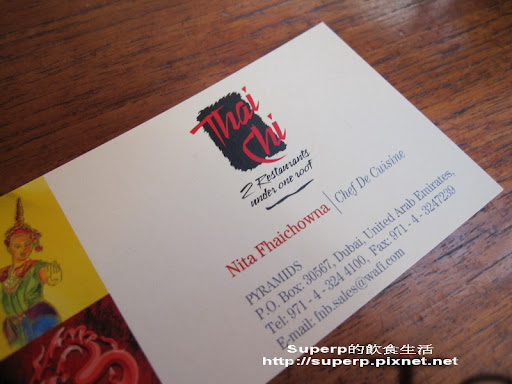 Thai
Chi
2 Restaurants
under one roof
Nita Fhaichowna | Chef De Cuisine
PYRAMIDS
P.O. Box: 30567, Dubai, United Arab Emirates,
Tel: 971 - 4 - 324 4100, Fax: 971 - 4 - 3247239
E-mail: fnb.sales@wafi.com
Superp的飲食生活
http://superp.pixnet.net